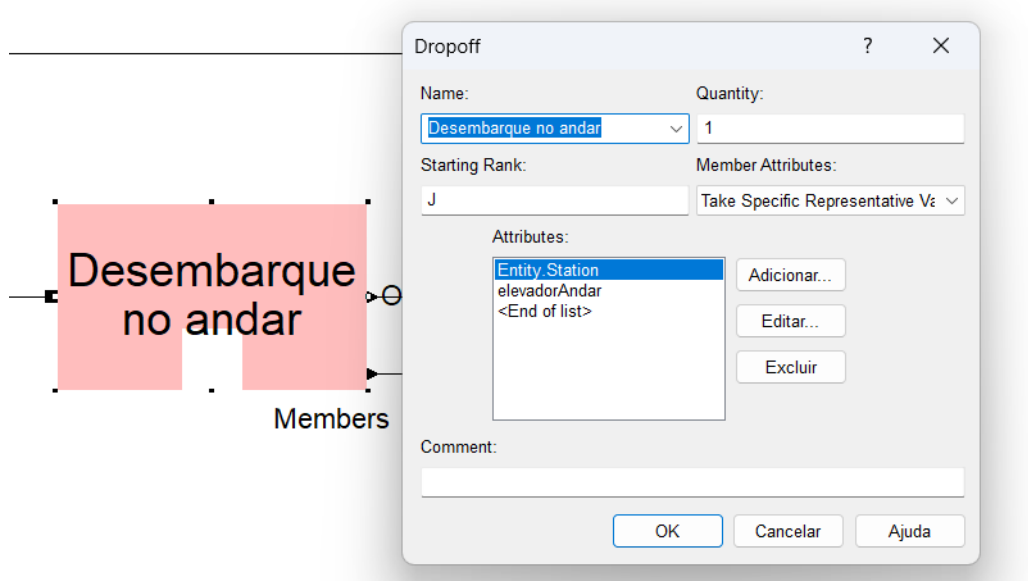 Dropoff
?
Name:
Quantity:
Desembarque no andar
1
Starting Rank:
Member Attributes:
J
Take Specific Representative Va
Attributes:
Entity.Station
elevadorAndar
<End of list>
Adicionar...
Editar...
Excluir
Comment:
OK
Cancelar
Ajuda
Desembarque
no andar
O
Members